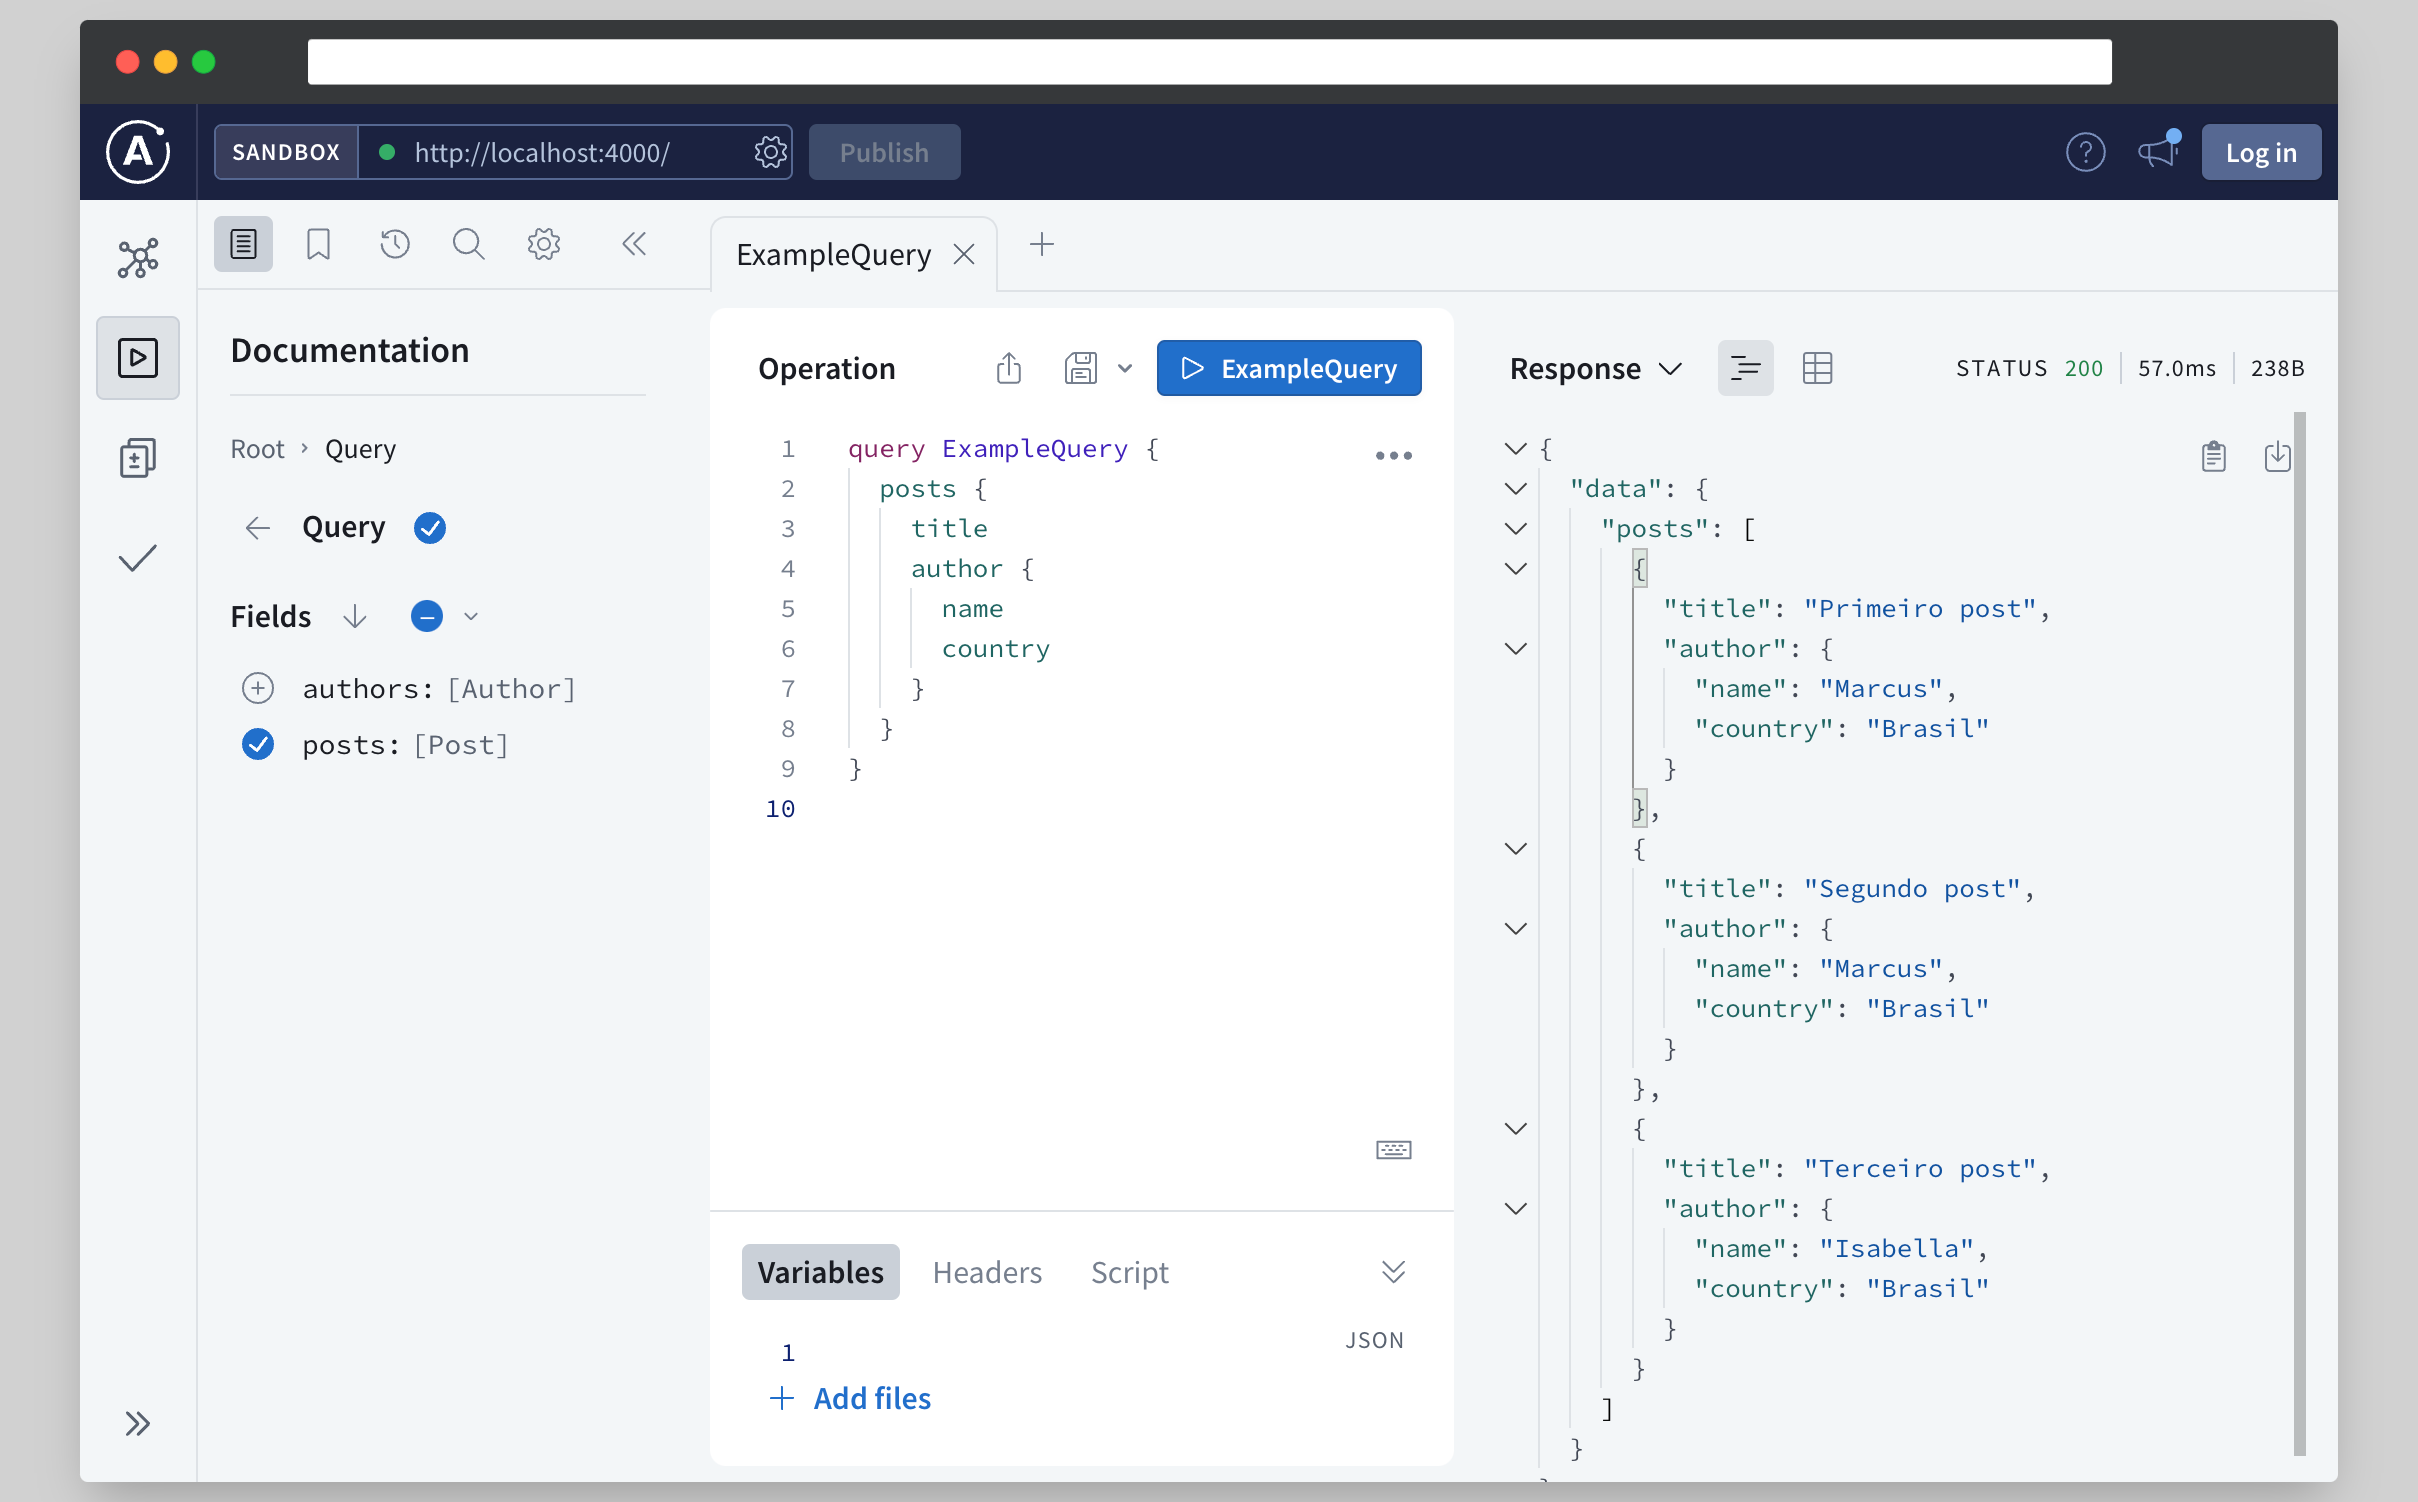 A
SANDBOX
http://localhost:4000/
Publish
?
Log in
ExampleQuery
Documentation
Root › Query
Query
Fields
authors: [Author]
posts: [Post]
Operation
ExampleQuery
1 query ExampleQuery {
2 posts {
3 title
4 author {
5 name
6 country
7 }
8 }
9 }
10
Variables
Headers
Script
JSON
1
+ Add files
Response
STATUS 200
57.0ms
238B
{
"data": {
"posts": [
{
"title": "Primeiro post",
"author": {
"name": "Marcus",
"country": "Brasil"
}
},
{
"title": "Segundo post",
"author": {
"name": "Marcus",
"country": "Brasil"
}
},
{
"title": "Terceiro post",
"author": {
"name": "Isabella",
"country": "Brasil"
}
}
]
}